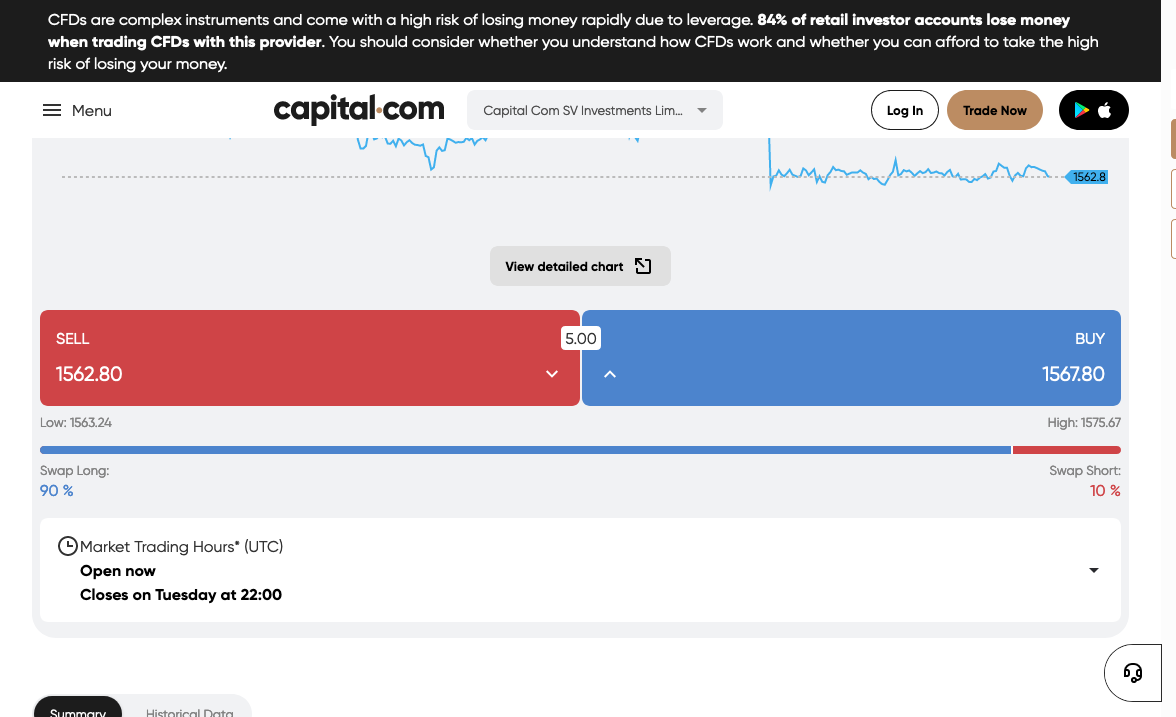 CFDs are complex instruments and come with a high risk of losing money rapidly due to leverage. 84% of retail investor accounts lose money
when trading CFDs with this provider. You should consider whether you understand how CFDs work and whether you can afford to take the high
risk of losing your money.
Menu
capital.com
Capital Com SV Investments Lim...
Log In
Trade Now
1562.8
View detailed chart
SELL
5.00
BUY
1562.80
1567.80
Low: 1563.24
High: 1575.67
Swap Long:
Swap Short:
90 %
10 %
Market Trading Hours* (UTC)
Open now
Closes on Tuesday at 22:00
Summary
Historical Data